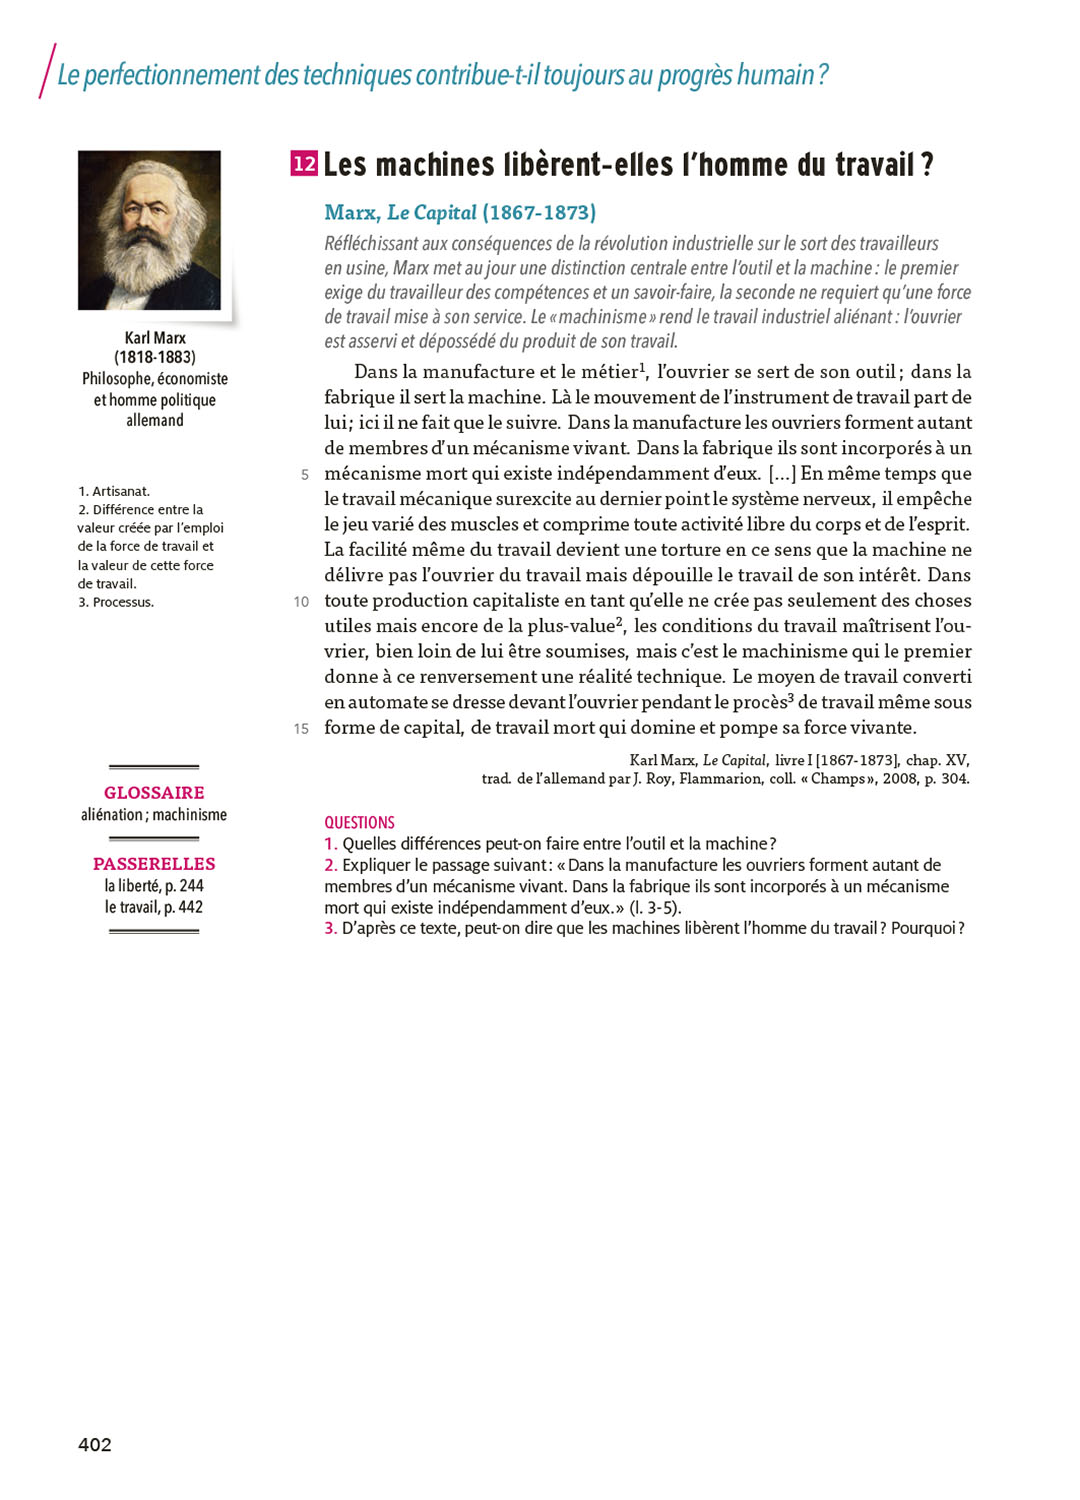 Le perfectionnement des techniques contribue-t-il toujours au progrès humain ?
12 Les machines libèrent-elles l’homme du travail ?
Marx, Le Capital (1867-1873)
Réfléchissant aux conséquences de la révolution industrielle sur le sort des travailleurs
en usine, Marx met au jour une distinction centrale entre l’outil et la machine : le premier
exige du travailleur des compétences et un savoir-faire, la seconde ne requiert qu’une force
de travail mise à son service. Le « machinisme » rend le travail industriel aliénant : l’ouvrier
est asservi et dépossédé du produit de son travail.
Karl Marx
(1818-1883)
Philosophe, économiste
et homme politique
allemand
Dans la manufacture et le métier¹, l’ouvrier se sert de son outil ; dans la
fabrique il sert la machine. Là le mouvement de l’instrument de travail part de
lui ; ici il ne fait que le suivre. Dans la manufacture les ouvriers forment autant
de membres d’un mécanisme vivant. Dans la fabrique ils sont incorporés à un
5 mécanisme mort qui existe indépendamment d’eux. [...] En même temps que
le travail mécanique surexcite au dernier point le système nerveux, il empêche
le jeu varié des muscles et comprime toute activité libre du corps et de l’esprit.
La facilité même du travail devient une torture en ce sens que la machine ne
délivre pas l’ouvrier du travail mais dépouille le travail de son intérêt. Dans
10 toute production capitaliste en tant qu’elle ne crée pas seulement des choses
utiles mais encore de la plus-value², les conditions du travail maîtrisent l’ou-
vrier, bien loin de lui être soumises, mais c’est le machinisme qui le premier
donne à ce renversement une réalité technique. Le moyen de travail converti
en automate se dresse devant l’ouvrier pendant le procès³ de travail même sous
15 forme de capital, de travail mort qui domine et pompe sa force vivante.
Karl Marx, Le Capital, livre I [1867-1873], chap. XV,
trad. de l’allemand par J. Roy, Flammarion, coll. « Champs », 2008, p. 304.
1. Artisanat.
2. Différence entre la
valeur créée par l’emploi
de la force de travail et
la valeur de cette force
de travail.
3. Processus.
GLOSSAIRE
aliénation ; machinisme
PASSERELLES
la liberté, p. 244
le travail, p. 442
QUESTIONS
1. Quelles différences peut-on faire entre l’outil et la machine ?
2. Expliquer le passage suivant : « Dans la manufacture les ouvriers forment autant de
membres d’un mécanisme vivant. Dans la fabrique ils sont incorporés à un mécanisme
mort qui existe indépendamment d’eux. » (l. 3-5).
3. D’après ce texte, peut-on dire que les machines libèrent l’homme du travail ? Pourquoi ?
402